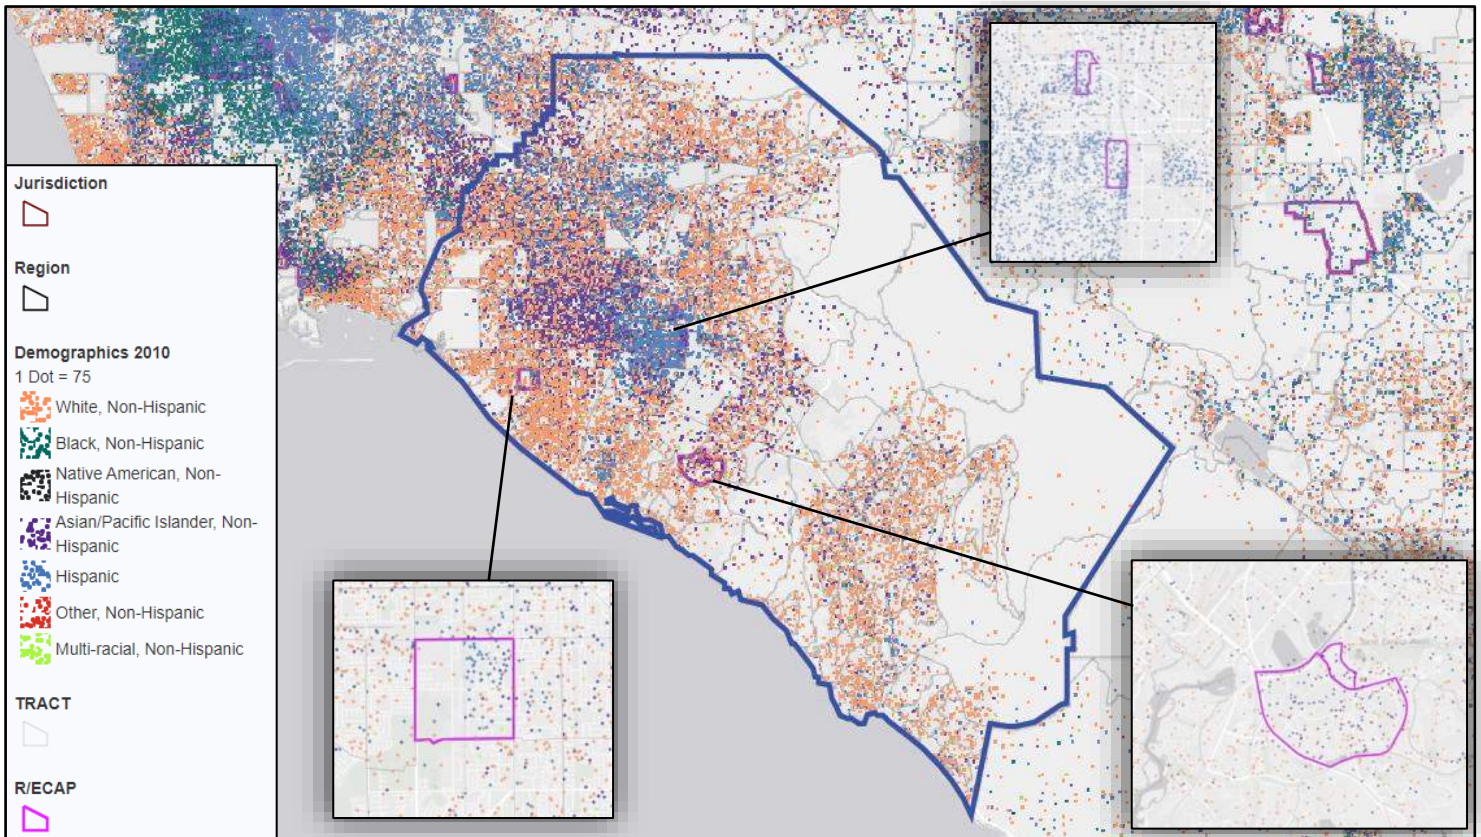 Jurisdiction
Region
Demographics 2010
1 Dot = 75
White, Non-Hispanic
Black, Non-Hispanic
Native American, Non-
Hispanic
Asian/Pacific Islander, Non-
Hispanic
Hispanic
Other, Non-Hispanic
Multi-racial, Non-Hispanic
TRACT
R/ECAP